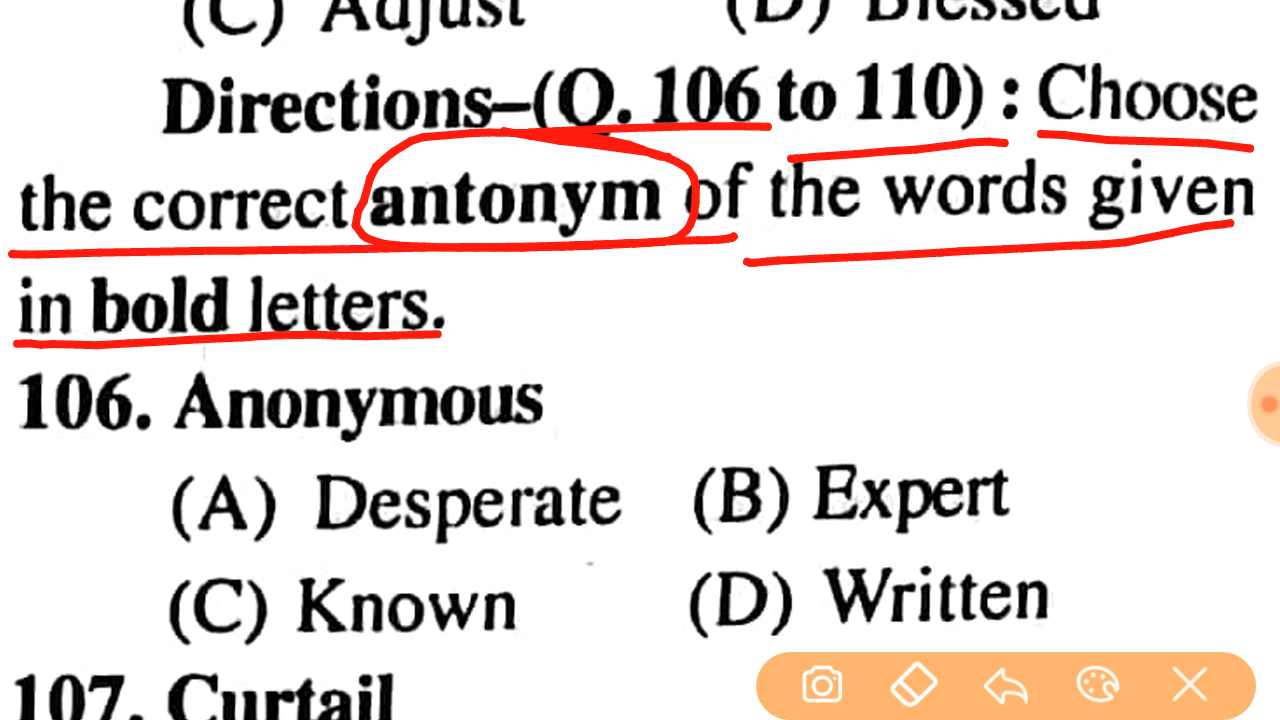 (C) Adjust (D) Blessed
Directions–(Q. 106 to 110) : Choose
the correct antonym of the words given
in bold letters.
106. Anonymous
(A) Desperate (B) Expert
(C) Known (D) Written
107. Curtail